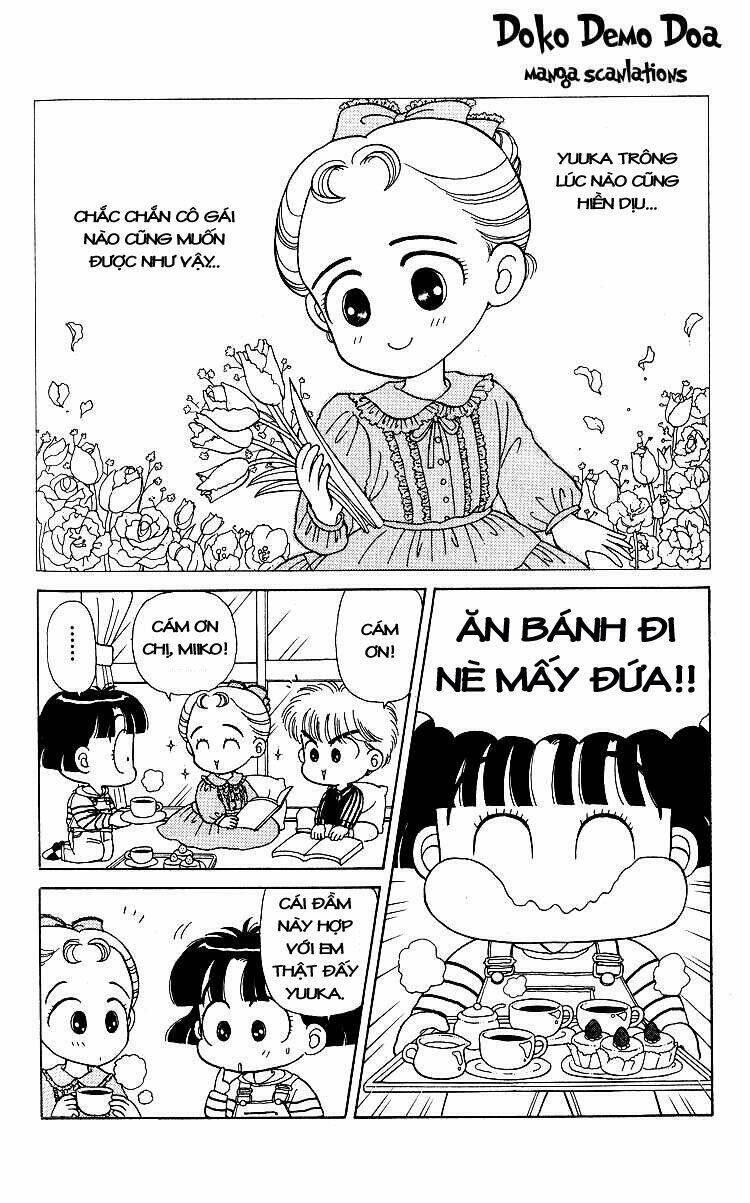 Doko Demo Doa
manga scanlations
YUUKA TRÔNG
LÚC NÀO CŨNG
HIỀN DỊU...
CHẮC CHẮN CÔ GÁI
NÀO CŨNG MUỐN
ĐƯỢC NHƯ VẬY...
ĂN BÁNH ĐI
NÈ MẤY ĐỨA!!
CÁM
ƠN!
CÁM ƠN
CHỊ, MIIKO!
......
CÁI ĐẦM
NÀY HỢP
VỚI EM
THẬT ĐẤY
YUUKA.